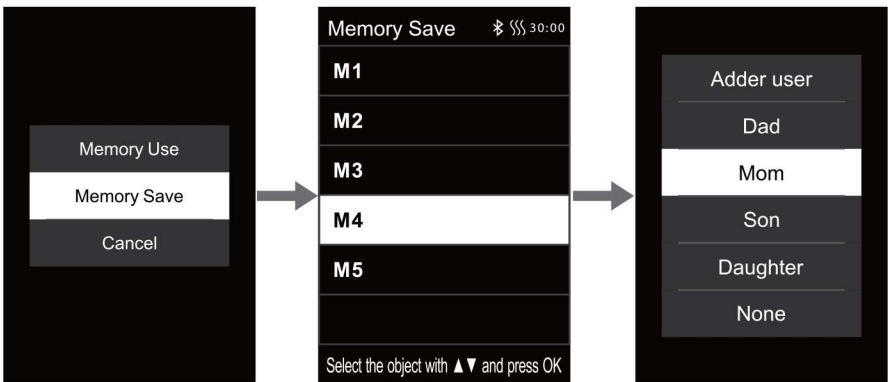 Memory Use
Memory Save
Cancel
Memory Save 30:00
M1
M2
M3
M4
M5
Select the object with ▲▼ and press OK
Adder user
Dad
Mom
Son
Daughter
None